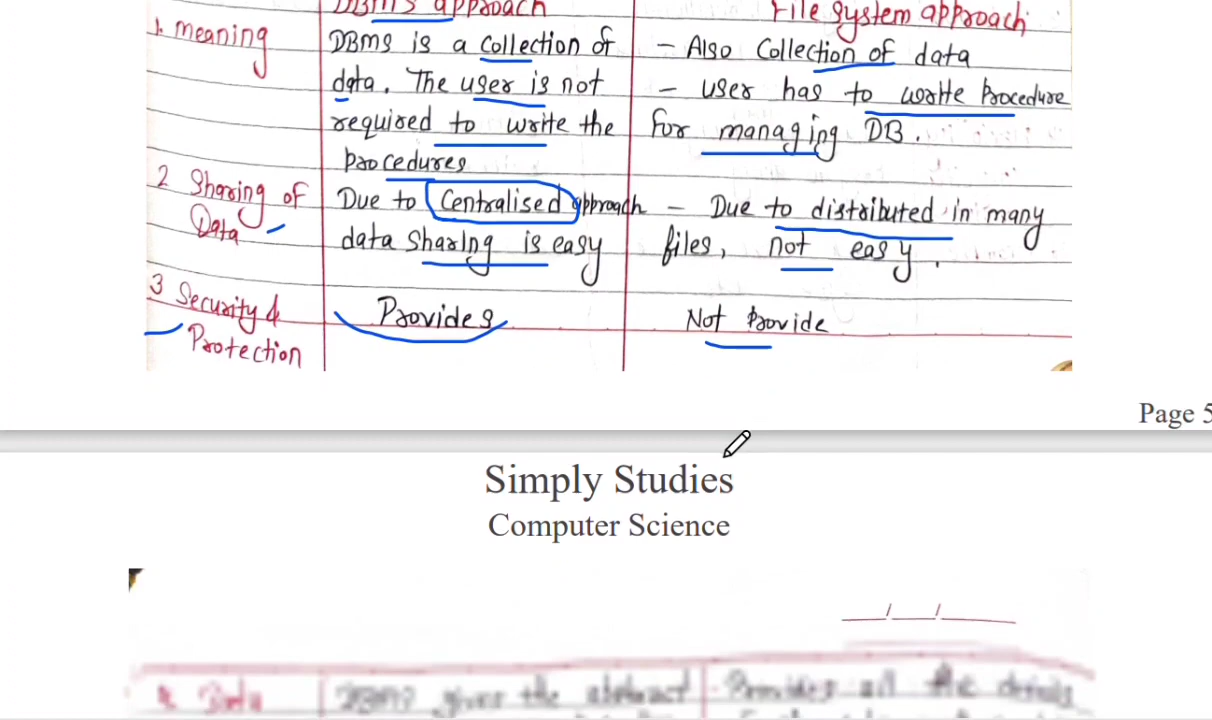 DBMS approach
File system approach
1. meaning
DBMS is a collection of
data. The user is not
required to write the
procedures
- Also Collection of data
- user has to write procedure
for managing DB.
2 Sharing of
Data
Due to Centralised approach
data sharing is easy
- Due to distributed in many
files, not easy.
3 Security &
Protection
Provides
Not provide
Page 5
Simply Studies
Computer Science
Data
DBMS gives the abstract
Provides all the details